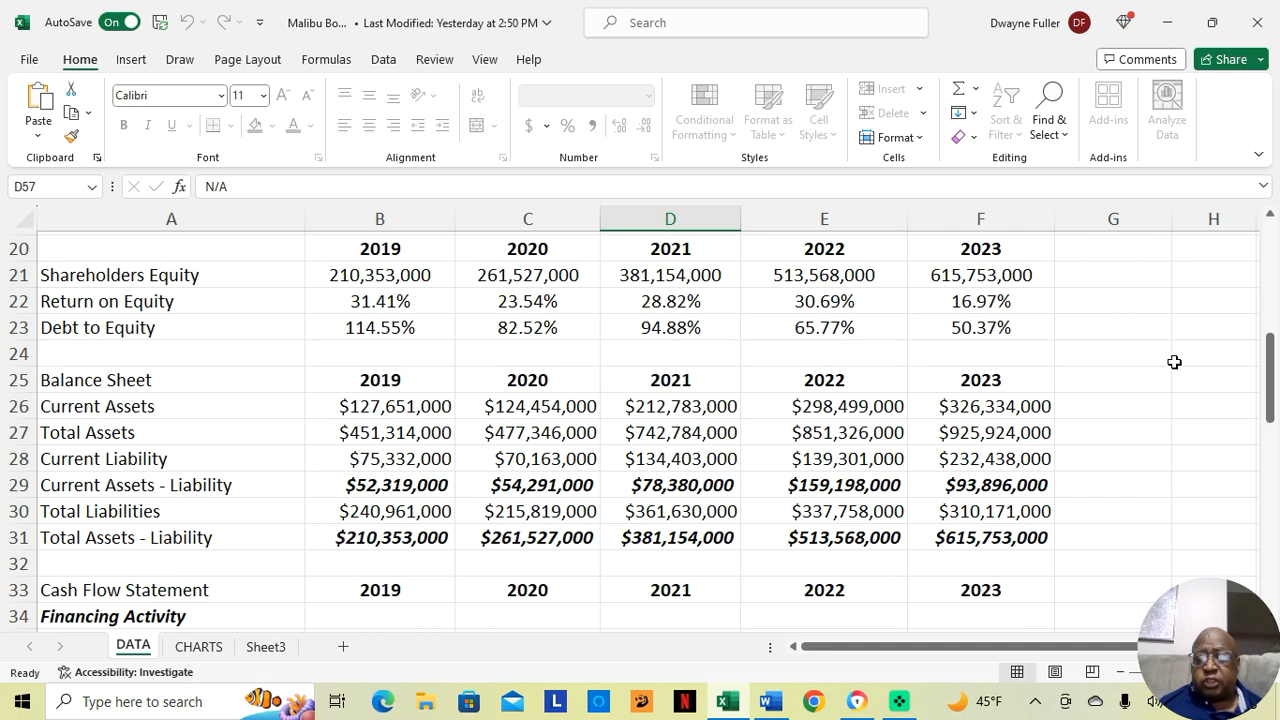 AutoSave On Malibu Bo... • Last Modified: Yesterday at 2:50 PM Search Dwayne Fuller DF
File Home Insert Draw Page Layout Formulas Data Review View Help Comments Share
Paste Calibri 11 Conditional Formatting Format as Table Cell Styles Insert Delete Format Sort & Filter Find & Select Add-ins Analyze Data
Clipboard Font Alignment Number Styles Cells Editing Add-ins
D57 fx N/A
A B C D E F G H
20 2019 2020 2021 2022 2023
21 Shareholders Equity 210,353,000 261,527,000 381,154,000 513,568,000 615,753,000
22 Return on Equity 31.41% 23.54% 28.82% 30.69% 16.97%
23 Debt to Equity 114.55% 82.52% 94.88% 65.77% 50.37%
24
25 Balance Sheet 2019 2020 2021 2022 2023
26 Current Assets $127,651,000 $124,454,000 $212,783,000 $298,499,000 $326,334,000
27 Total Assets $451,314,000 $477,346,000 $742,784,000 $851,326,000 $925,924,000
28 Current Liability $75,332,000 $70,163,000 $134,403,000 $139,301,000 $232,438,000
29 Current Assets - Liability $52,319,000 $54,291,000 $78,380,000 $159,198,000 $93,896,000
30 Total Liabilities $240,961,000 $215,819,000 $361,630,000 $337,758,000 $310,171,000
31 Total Assets - Liability $210,353,000 $261,527,000 $381,154,000 $513,568,000 $615,753,000
32
33 Cash Flow Statement 2019 2020 2021 2022 2023
34 Financing Activity
DATA CHARTS Sheet3
Ready Accessibility: Investigate
Type here to search 45°F